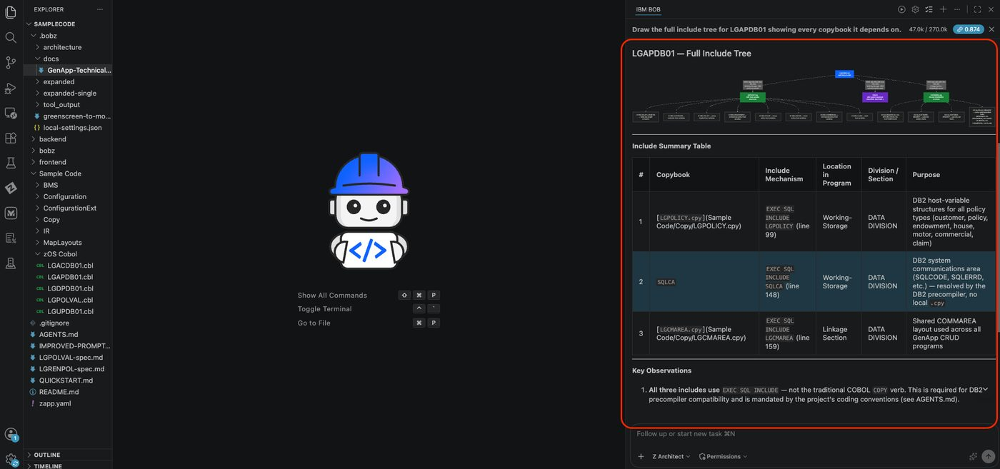 EXPLORER
SAMPLECODE
.bobz
architecture
docs
GenApp-Technical...
expanded
expanded-single
tool_output
greenscreen-to-mo...
{} local-settings.json
backend
bobz
frontend
Sample Code
BMS
Configuration
ConfigurationExt
Copy
IR
MapLayouts
zOS Cobol
CBL LGACDB01.cbl
CBL LGAPDB01.cbl
CBL LGDPDB01.cbl
CBL LGPOLVAL.cbl
CBL LGUPDB01.cbl
.gitignore
AGENTS.md
IMPROVED-PROMPT...
LGPOLVAL-spec.md
LGRENPOL-spec.md
QUICKSTART.md
README.md
! zapp.yaml
OUTLINE
TIMELINE
1
</>
Show All Commands ⇧ ⌘ P
Toggle Terminal ^ `
Go to File ⌘ P
IBM BOB
Draw the full include tree for LGAPDB01 showing every copybook it depends on. 47.0k / 270.0k 0.874
LGAPDB01 — Full Include Tree
Include Summary Table
# Copybook Include Mechanism Location in Program Division / Section Purpose
1 [LGPOLICY.cpy](Sample Code/Copy/LGPOLICY.cpy) EXEC SQL INCLUDE LGPOLICY (line 99) Working-Storage DATA DIVISION DB2 host-variable structures for all policy types (customer, policy, endowment, house, motor, commercial, claim)
2 SQLCA EXEC SQL INCLUDE SQLCA (line 148) Working-Storage DATA DIVISION DB2 system communications area (SQLCODE, SQLERRD, etc.) — resolved by the DB2 precompiler, no local .cpy
3 [LGCMAREA.cpy](Sample Code/Copy/LGCMAREA.cpy) EXEC SQL INCLUDE LGCMAREA (line 159) Linkage Section DATA DIVISION Shared COMMAREA layout used across all GenApp CRUD programs
Key Observations
1. All three includes use EXEC SQL INCLUDE — not the traditional COBOL COPY verb. This is required for DB2
precompiler compatibility and is mandated by the project's coding conventions (see AGENTS.md).
Follow up or start new task ⌘N
Z Architect
Permissions